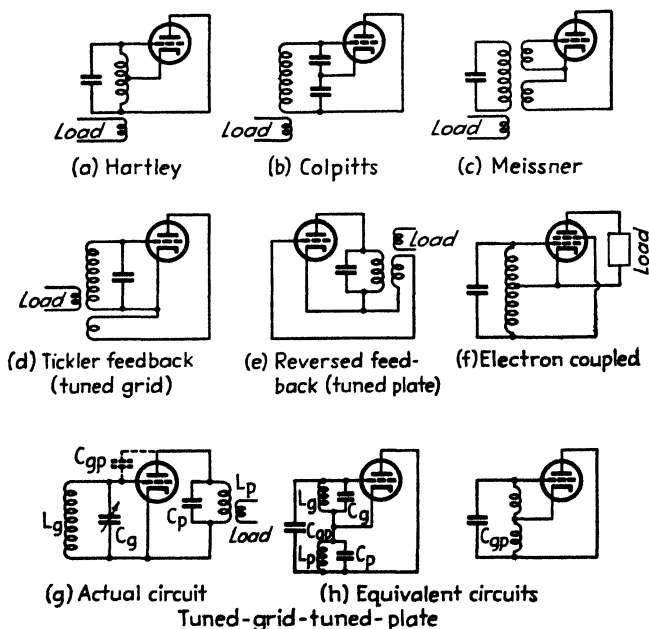 Load
Load
Load
(a) Hartley
(b) Colpitts
(c) Meissner
Load
Load
Load
(d) Tickler feedback
(tuned grid)
(e) Reversed feed-
back (tuned plate)
(f) Electron coupled
Cgp
Lg
Cg
Cp
Lp
Load
Lg
Cg
Cgp
Lp
Cp
Cgp
(g) Actual circuit
(h) Equivalent circuits
Tuned-grid-tuned-plate